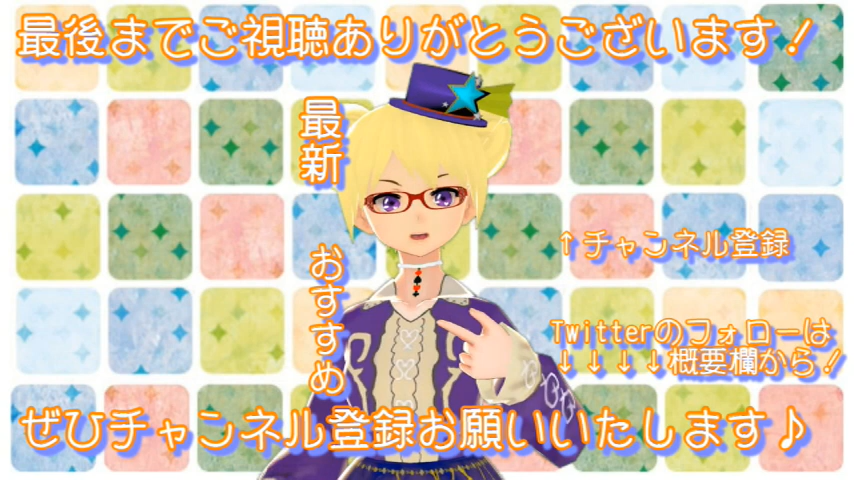 最後までご視聴ありがとうございます！
最新
おすすめ
↑チャンネル登録
Twitterのフォローは
↓↓↓↓概要欄から！
ぜひチャンネル登録お願いいたします♪